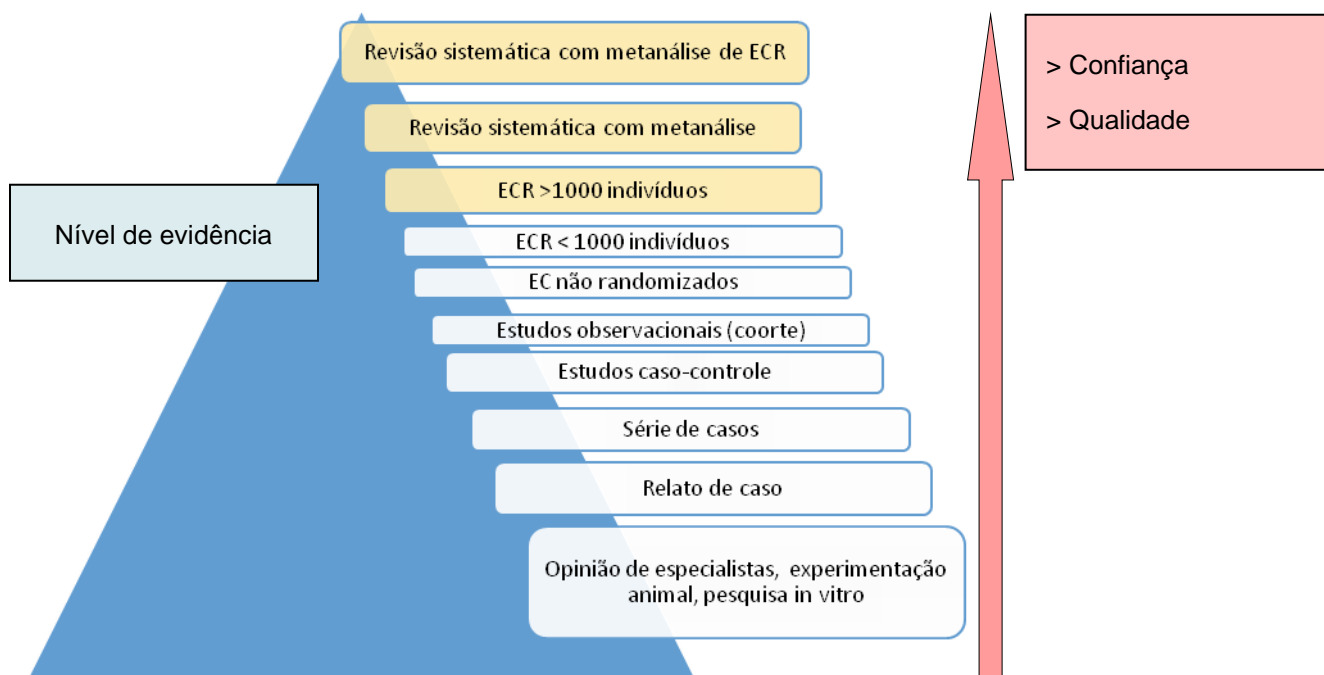 Revisão sistemática com metanálise de ECR
Revisão sistemática com metanálise
ECR >1000 indivíduos
ECR < 1000 indivíduos
EC não randomizados
Estudos observacionais (coorte)
Estudos caso-controle
Série de casos
Relato de caso
Opinião de especialistas, experimentação
animal, pesquisa in vitro
Nível de evidência
> Confiança
> Qualidade